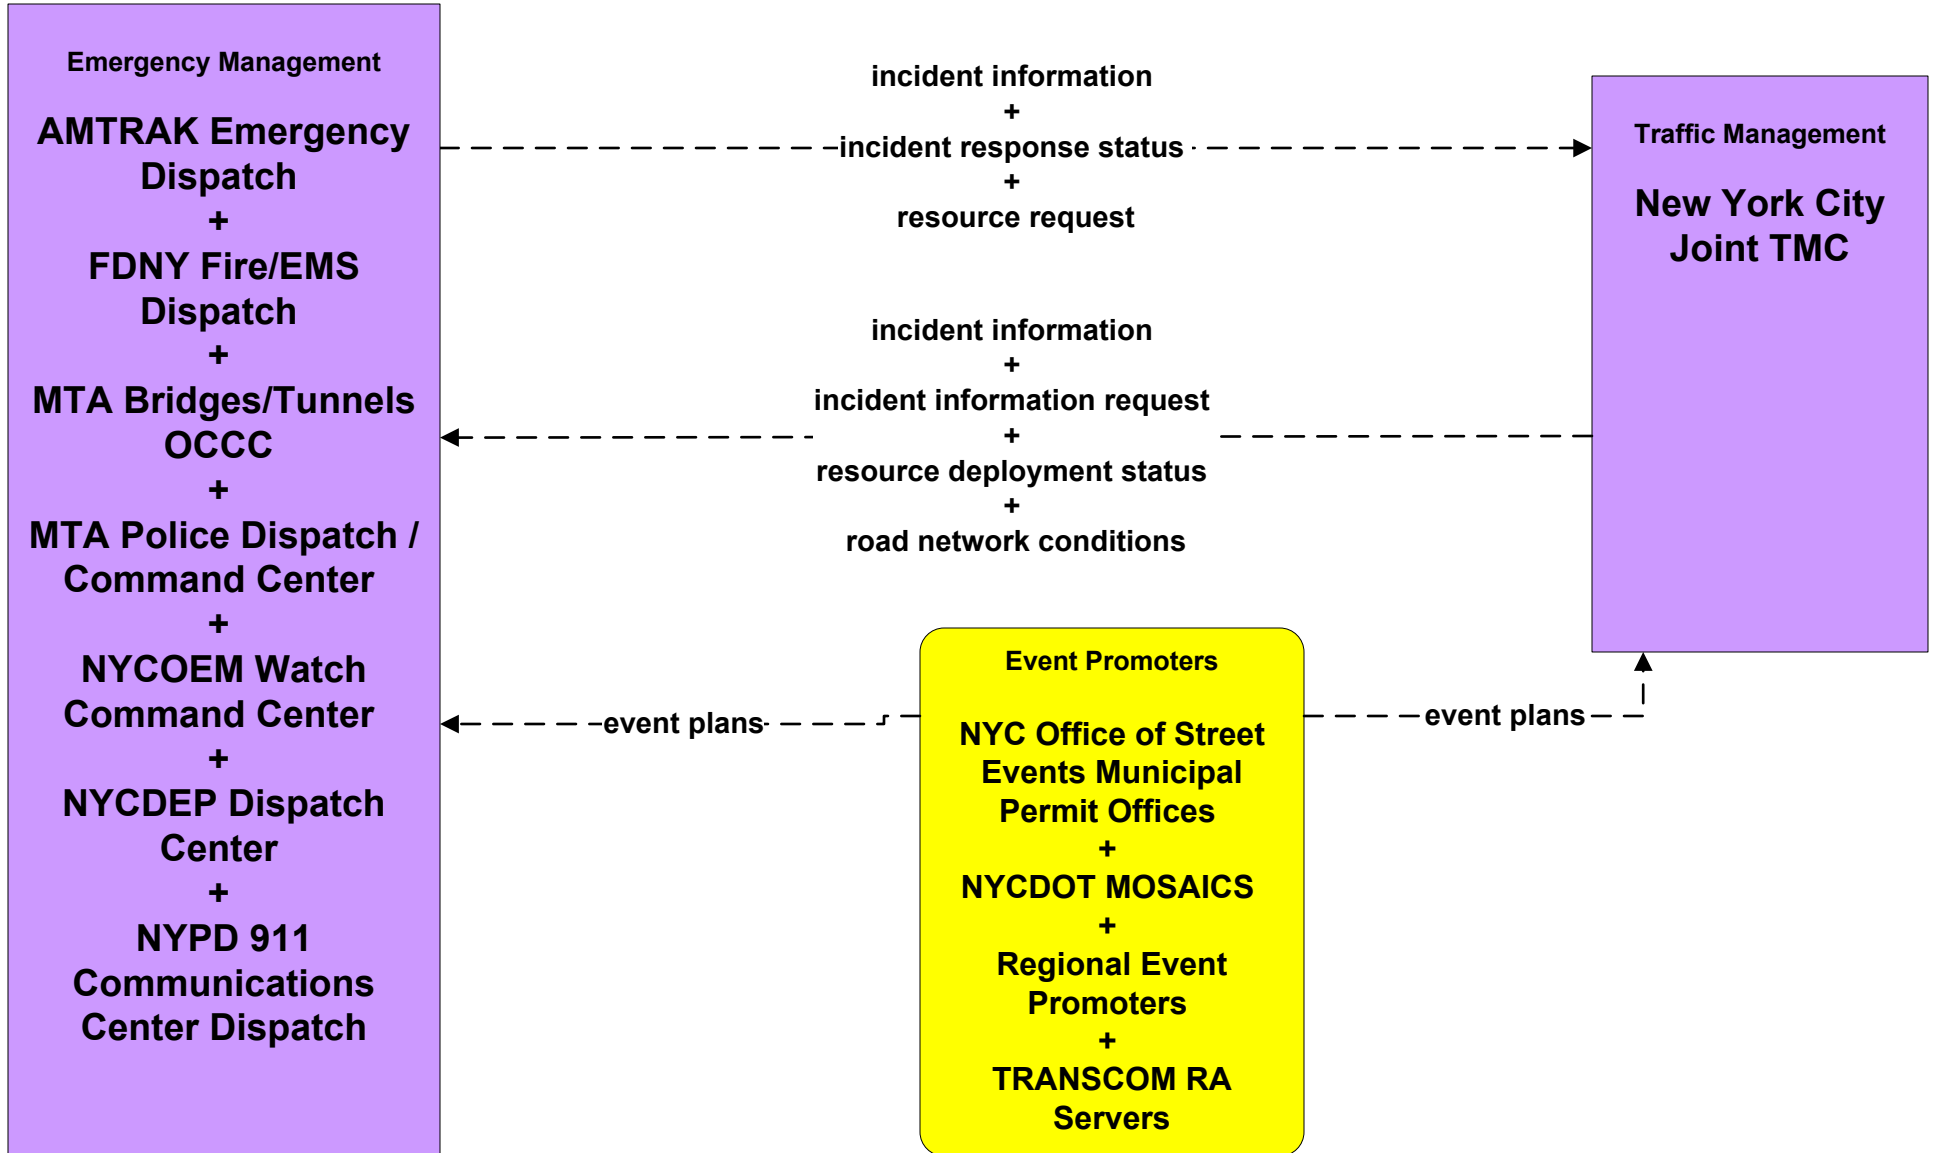 Emergency Management
AMTRAK Emergency
Dispatch
+
FDNY Fire/EMS
Dispatch
+
MTA Bridges/Tunnels
OCCC
+
MTA Police Dispatch /
Command Center
+
NYCOEM Watch
Command Center
+
NYCDEP Dispatch
Center
+
NYPD 911
Communications
Center Dispatch
incident information
+
incident response status
+
resource request
incident information
+
incident information request
+
resource deployment status
+
road network conditions
event plans
Event Promoters
NYC Office of Street
Events Municipal
Permit Offices
+
NYCDOT MOSAICS
+
Regional Event
Promoters
+
TRANSCOM RA
Servers
event plans
Traffic Management
New York City
Joint TMC